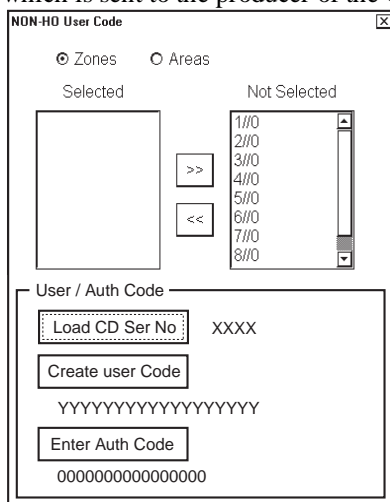 which is sent to the producer of the
NON-HO User Code
Zones Areas
Selected Not Selected
1//0
2//0
3//0
4//0
5//0
6//0
7//0
8//0
>>
<<
User / Auth Code
Load CD Ser No XXXX
Create user Code
YYYYYYYYYYYYYYYYYYY
Enter Auth Code
0000000000000000